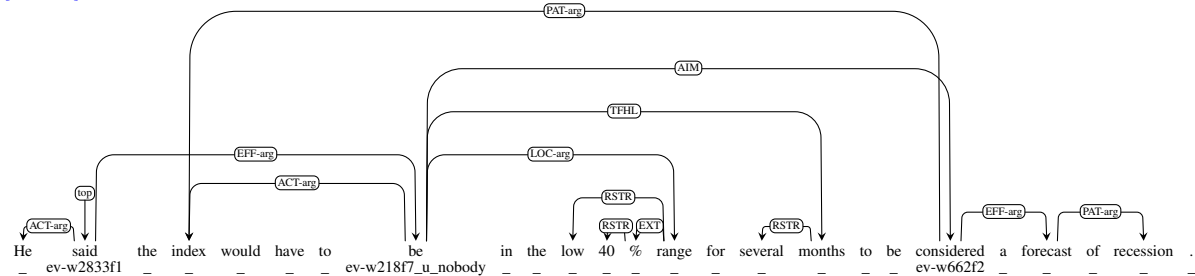 PAT-arg
AIM
TFHL
EFF-arg LOC-arg
ACT-arg
top RSTR
ACT-arg RSTR EXT RSTR EFF-arg PAT-arg
He said the index would have to be in the low 40 % range for several months to be considered a forecast of recession .
_ ev-w2833f1 _ _ _ _ _ ev-w218f7_u_nobody _ _ _ _ _ _ _ _ _ _ _ ev-w662f2 _ _ _ _ _